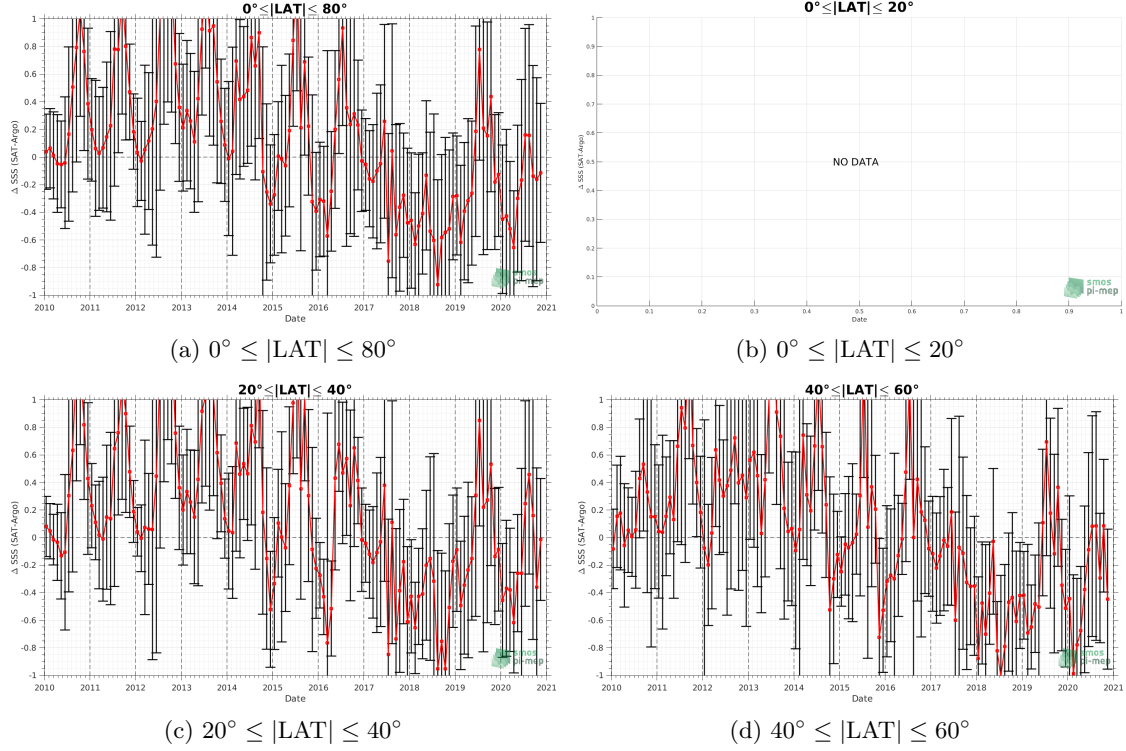 0°≤|LAT|≤ 80°
Δ SSS (SAT-Argo)
1
0.8
0.6
0.4
0.2
0
-0.2
-0.4
-0.6
-0.8
-1
2010 2011 2012 2013 2014 2015 2016 2017 2018 2019 2020 2021
Date
smos
pi-mep
(a) 0° ≤ |LAT| ≤ 80°
0°≤|LAT|≤ 20°
Δ SSS (SAT-Argo)
1
0.9
0.8
0.7
0.6
0.5
0.4
0.3
0.2
0.1
0
NO DATA
0 0.1 0.2 0.3 0.4 0.5 0.6 0.7 0.8 0.9 1
Date
smos
pi-mep
(b) 0° ≤ |LAT| ≤ 20°
20°≤|LAT|≤ 40°
Δ SSS (SAT-Argo)
1
0.8
0.6
0.4
0.2
0
-0.2
-0.4
-0.6
-0.8
-1
2010 2011 2012 2013 2014 2015 2016 2017 2018 2019 2020 2021
Date
smos
pi-mep
(c) 20° ≤ |LAT| ≤ 40°
40°≤|LAT|≤ 60°
Δ SSS (SAT-Argo)
1
0.8
0.6
0.4
0.2
0
-0.2
-0.4
-0.6
-0.8
-1
2010 2011 2012 2013 2014 2015 2016 2017 2018 2019 2020 2021
Date
smos
pi-mep
(d) 40° ≤ |LAT| ≤ 60°